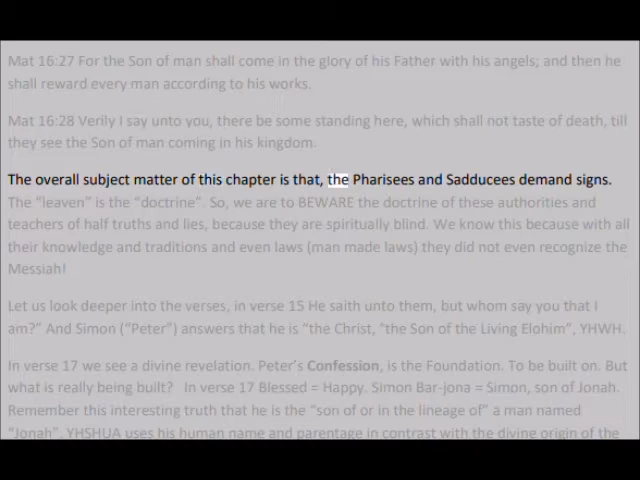 Mat 16:27 For the Son of man shall come in the glory of his Father with his angels; and then he
shall reward every man according to his works.
Mat 16:28 Verily I say unto you, there be some standing here, which shall not taste of death, till
they see the Son of man coming in his kingdom.
The overall subject matter of this chapter is that, the Pharisees and Sadducees demand signs.
The “leaven” is the “doctrine”. So, we are to BEWARE the doctrine of these authorities and
teachers of half truths and lies, because they are spiritually blind. We know this because with all
their knowledge and traditions and even laws (man made laws) they did not even recognize the
Messiah!
Let us look deeper into the verses, in verse 15 He saith unto them, but whom say you that I
am?” And Simon (“Peter”) answers that he is “the Christ, “the Son of the Living Elohim”, YHWH.
In verse 17 we see a divine revelation. Peter’s Confession, is the Foundation. To be built on. But
what is really being built? In verse 17 Blessed = Happy. Simon Bar-jona = Simon, son of Jonah.
Remember this interesting truth that he is the “son of or in the lineage of” a man named
“Jonah”. YHSHUA uses his human name and parentage in contrast with the divine origin of the